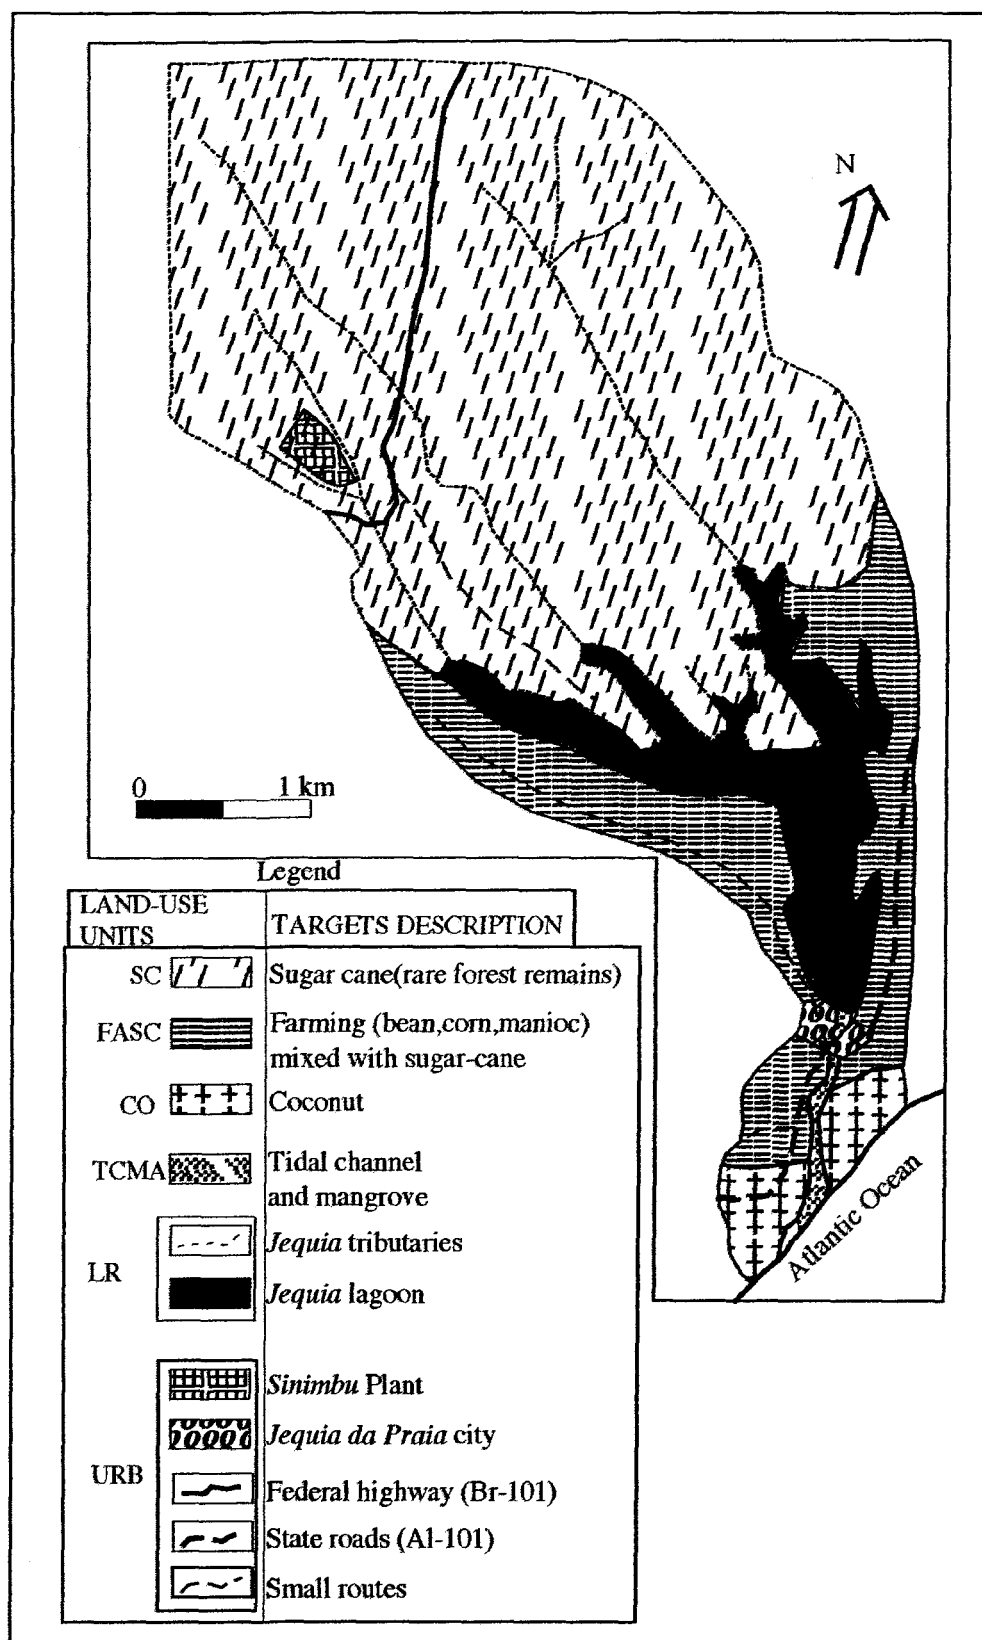 N
0 1 km
Atlantic Ocean
Legend
LAND-USE UNITS
TARGETS DESCRIPTION
SC Sugar cane(rare forest remains)
FASC Farming (bean,corn,manioc)
mixed with sugar-cane
CO Coconut
TCMA Tidal channel
and mangrove
LR
Jequia tributaries
Jequia lagoon
URB
Sinimbu Plant
Jequia da Praia city
Federal highway (Br-101)
State roads (Al-101)
Small routes